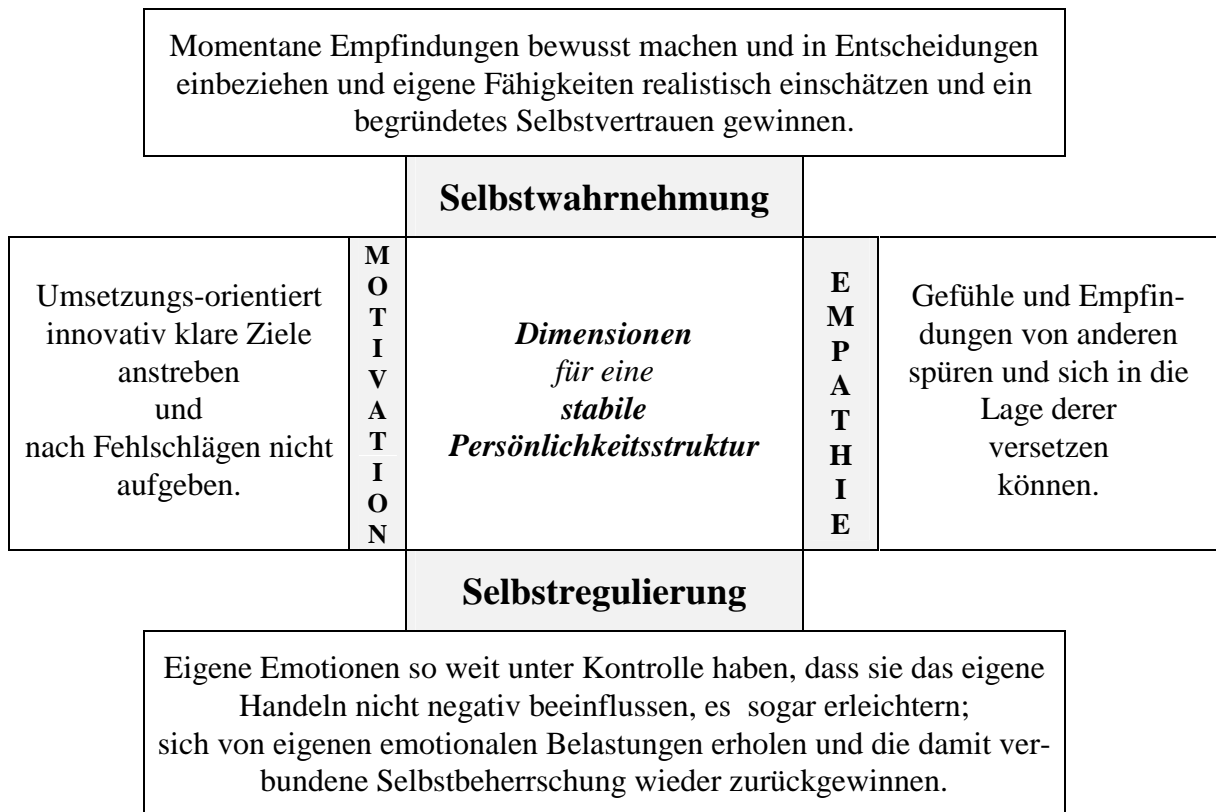 Momentane Empfindungen bewusst machen und in Entscheidungen
einbeziehen und eigene Fähigkeiten realistisch einschätzen und ein
begründetes Selbstvertrauen gewinnen.
Selbstwahrnehmung
Umsetzungs-orientiert
innovativ klare Ziele
anstreben
und
nach Fehlschlägen nicht
aufgeben.
M
O
T
I
V
A
T
I
O
N
Dimensionen
für eine
stabile
Persönlichkeitsstruktur
E
M
P
A
T
H
I
E
Gefühle und Empfin-
dungen von anderen
spüren und sich in die
Lage derer
versetzen
können.
Selbstregulierung
Eigene Emotionen so weit unter Kontrolle haben, dass sie das eigene
Handeln nicht negativ beeinflussen, es sogar erleichtern;
sich von eigenen emotionalen Belastungen erholen und die damit ver-
bundene Selbstbeherrschung wieder zurückgewinnen.